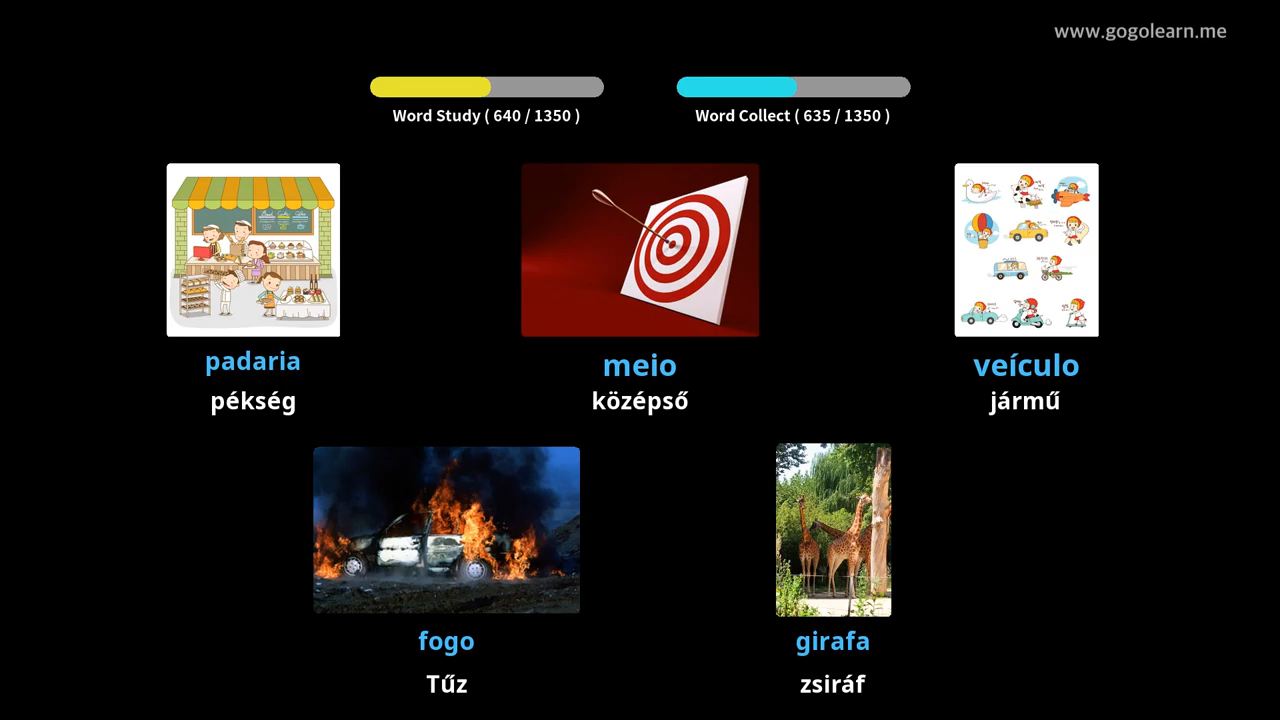 www.gogolearn.me
Word Study ( 640 / 1350 )
Word Collect ( 635 / 1350 )
padaria
pékség
meio
középső
veículo
jármű
fogo
Tűz
girafa
zsiráf